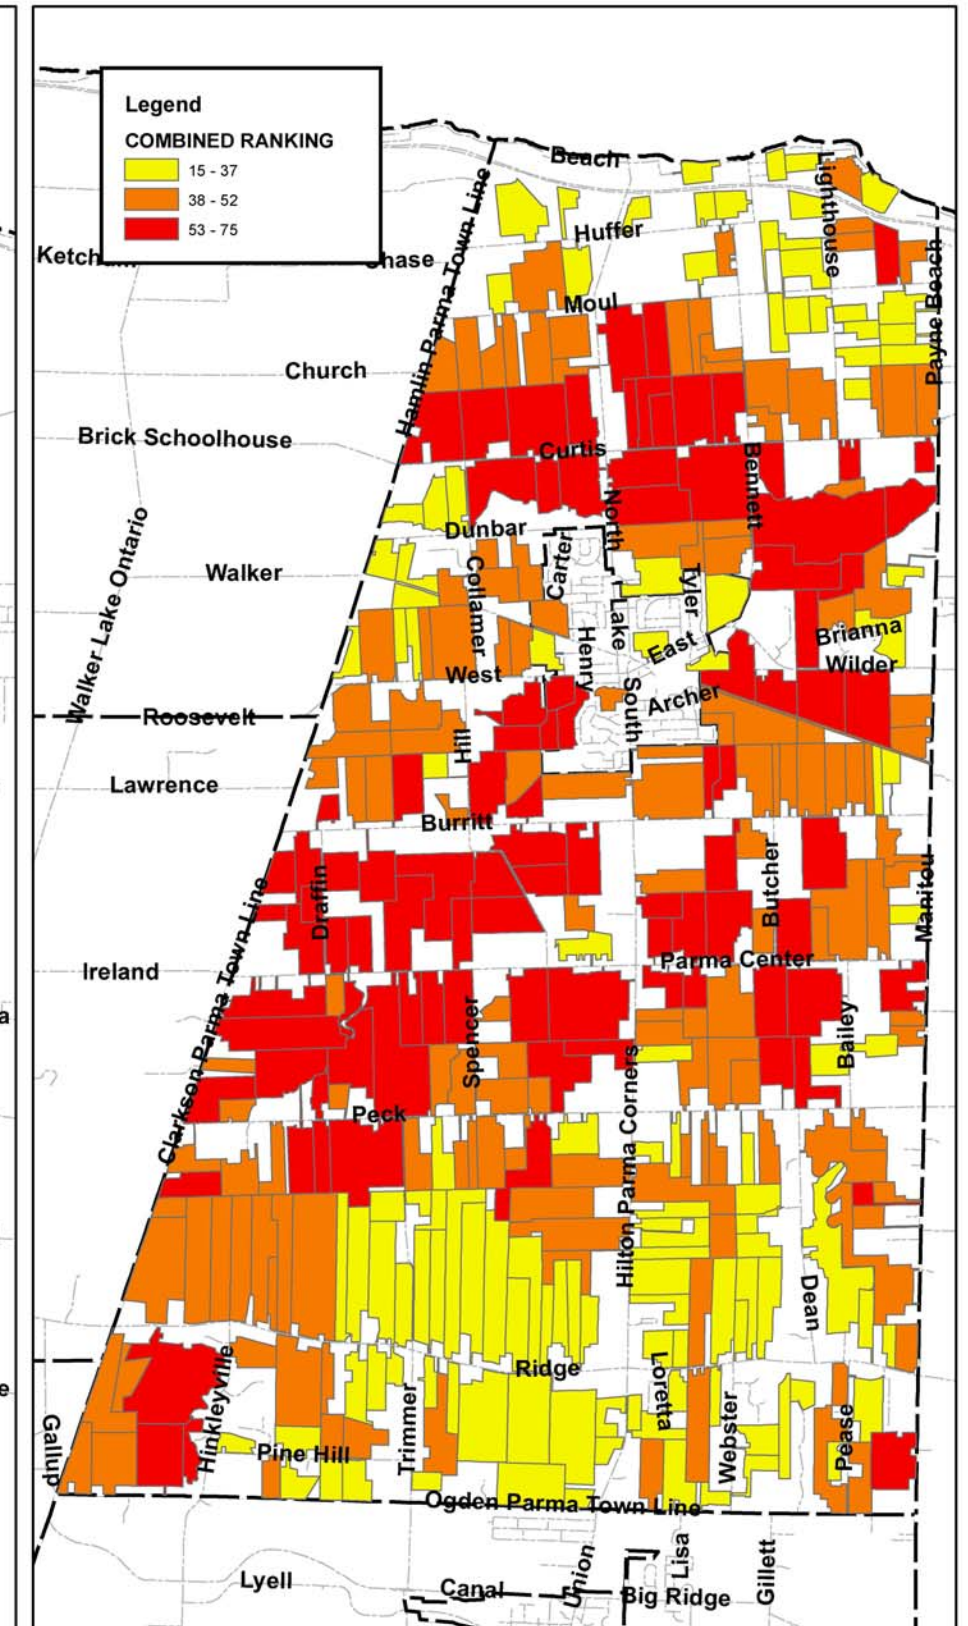 Legend
COMBINED RANKING
15 - 37
38 - 52
53 - 75
Beach
Lighthouse
Huffer
Chase
Hamlin Parma Town Line
Payne Beach
Moul
Church
Brick Schoolhouse
Curtis
Bennett
North
Dunbar
Carter
Walker
Collamer
Tyler
Lake
Walker Lake Ontario
Henry
East
Brianna
Wilder
West
South
Archer
Roosevelt
Hill
Lawrence
Burritt
Draffin
Butcher
Manitou
Clarkson Parma Town Line
Parma Center
Ireland
a
Spencer
Bailey
Hilton Parma Corners
Peck
Dean
Ridge
Loretta
e
Hinkleyville
Trimmer
Webster
Pease
Gallup
Pine Hill
Ogden Parma Town Line
Lisa
Union
Gillett
Lyell
Canal
Big Ridge